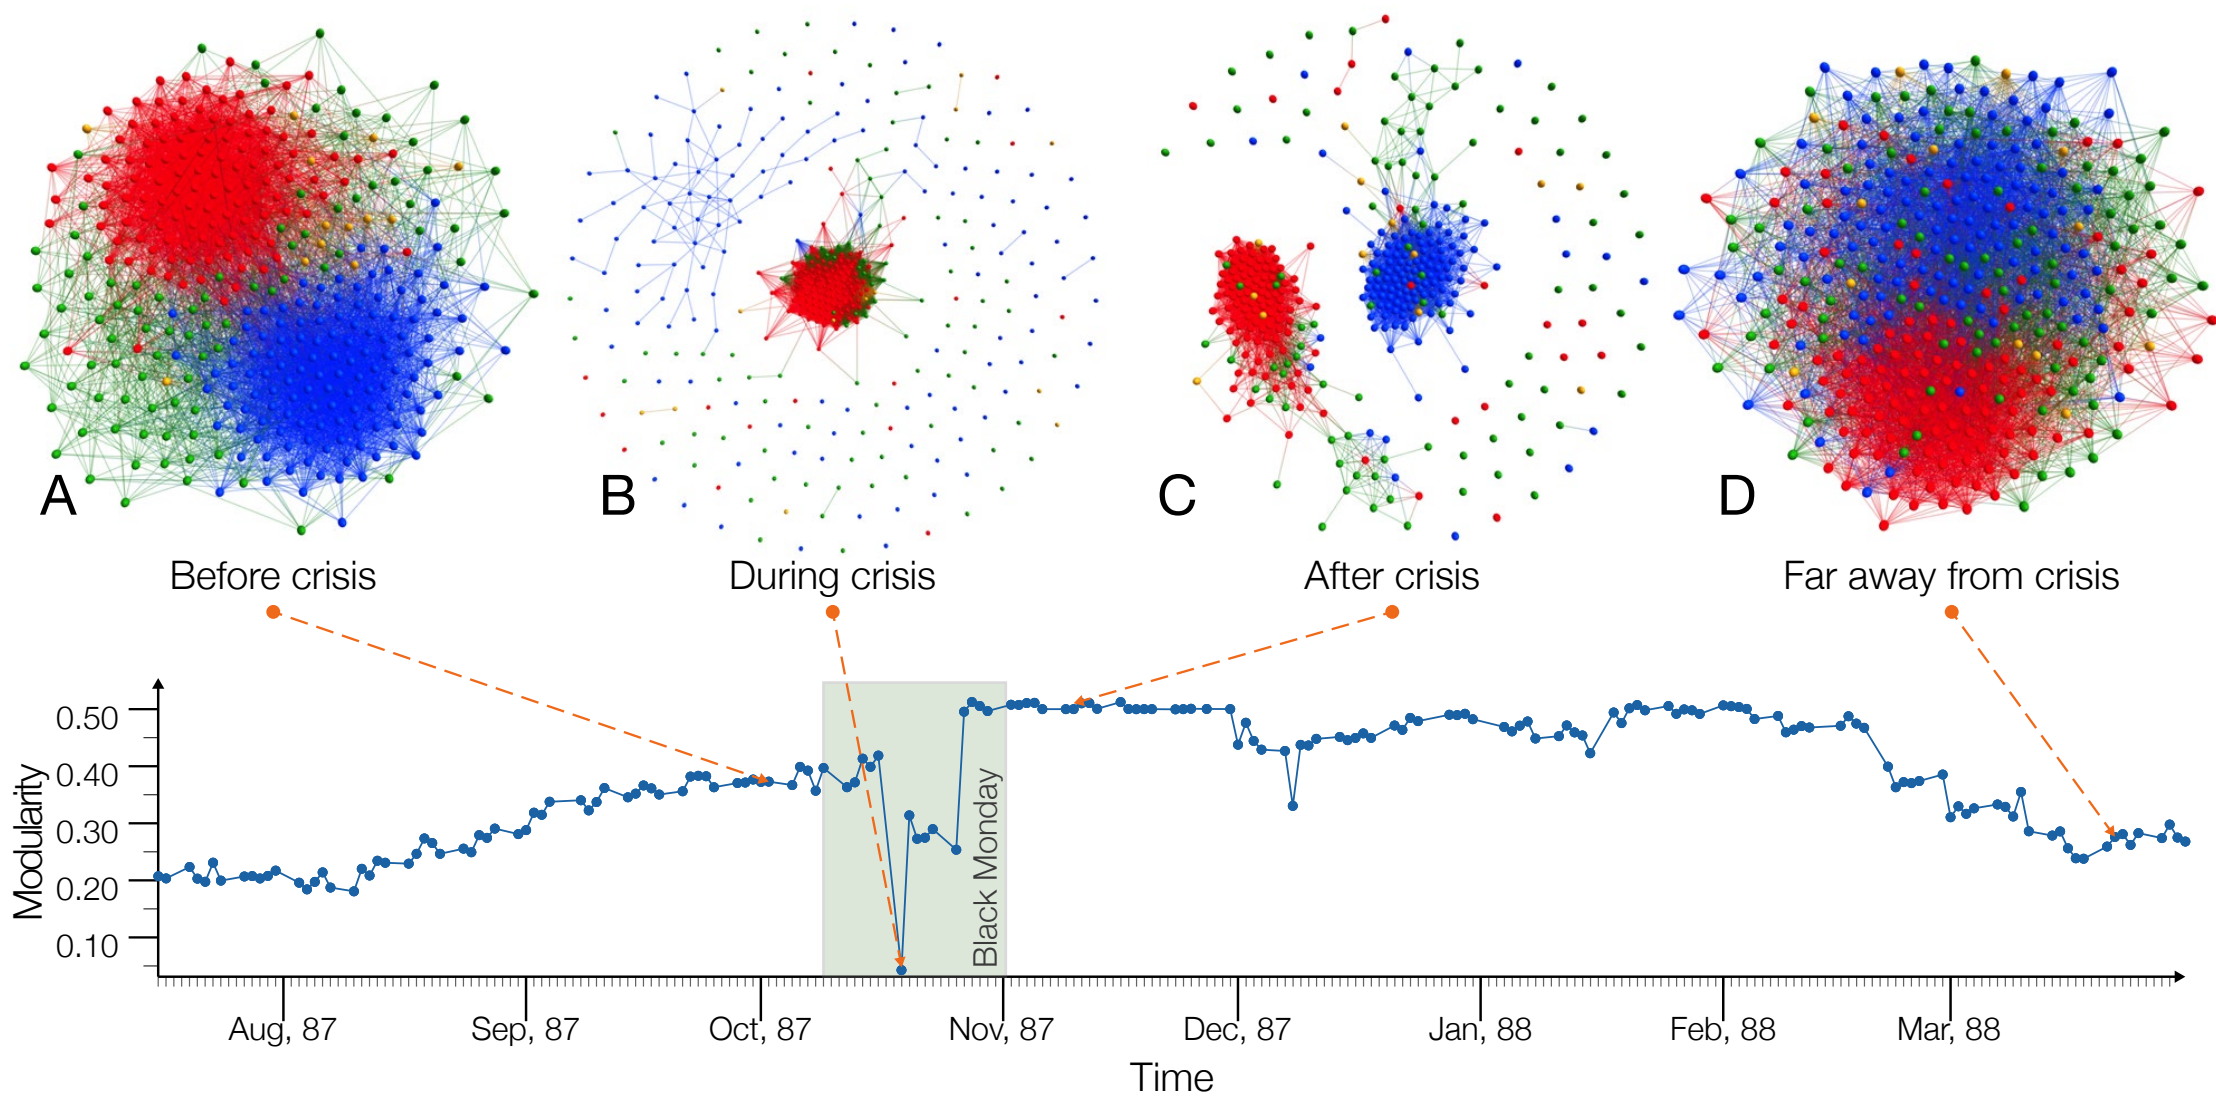 A
B
C
D
Before crisis
During crisis
After crisis
Far away from crisis
Modularity
0.50
0.40
0.30
0.20
0.10
Black Monday
Aug, 87
Sep, 87
Oct, 87
Nov, 87
Dec, 87
Jan, 88
Feb, 88
Mar, 88
Time